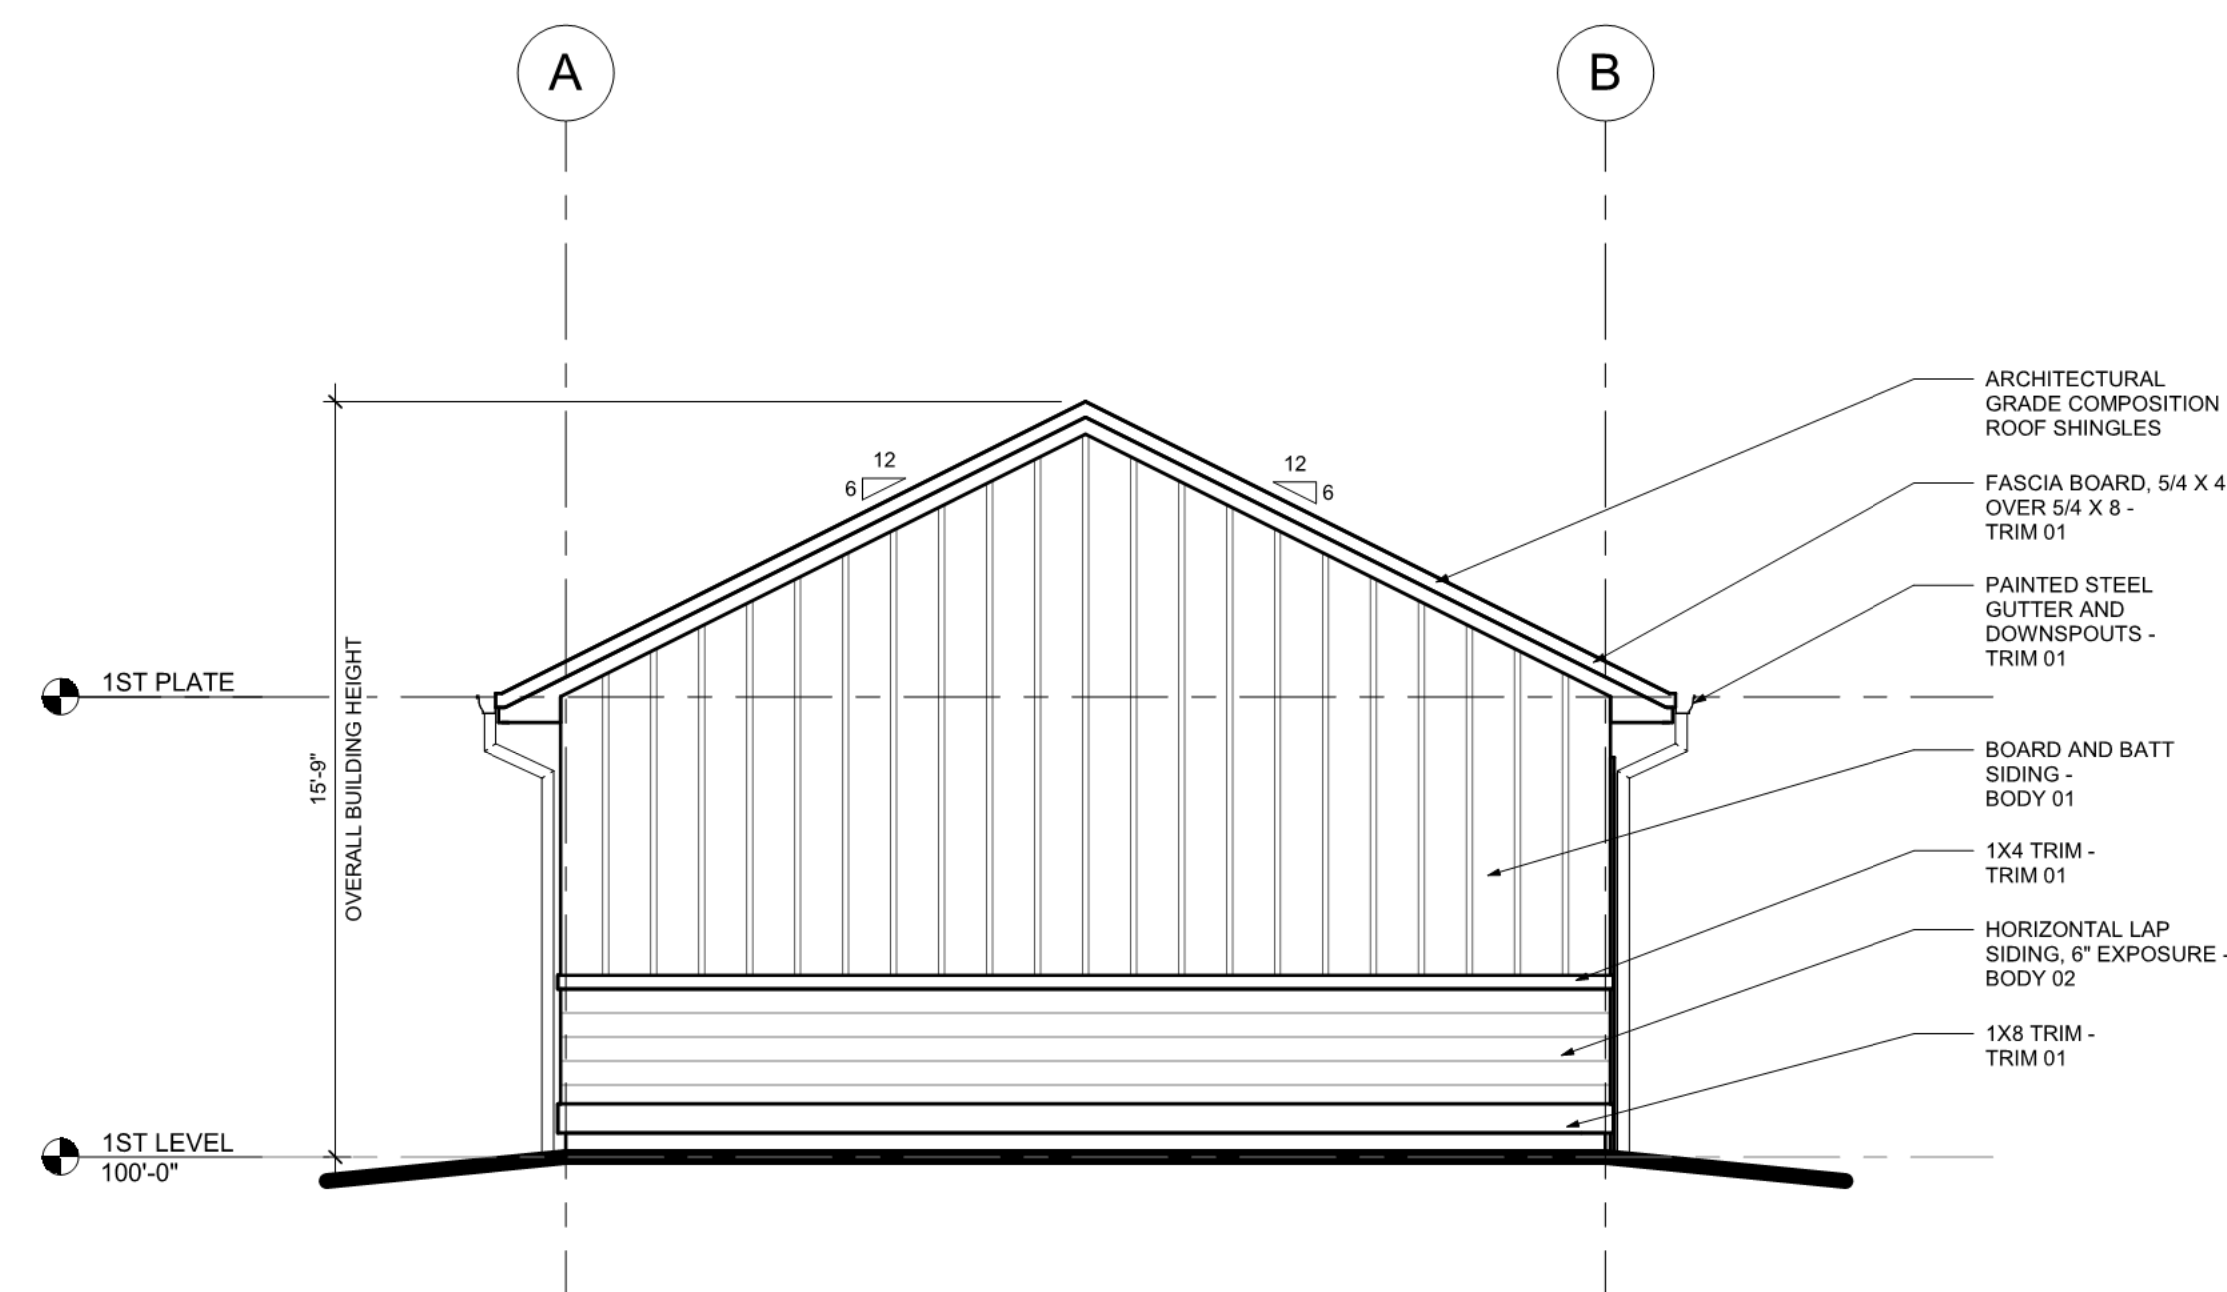 A
B
ARCHITECTURAL
GRADE COMPOSITION
ROOF SHINGLES
12
6
12
6
FASCIA BOARD, 5/4 X 4
OVER 5/4 X 8 -
TRIM 01
PAINTED STEEL
GUTTER AND
DOWNSPOUTS -
TRIM 01
1ST PLATE
15'-9"
OVERALL BUILDING HEIGHT
BOARD AND BATT
SIDING -
BODY 01
1X4 TRIM -
TRIM 01
HORIZONTAL LAP
SIDING, 6" EXPOSURE -
BODY 02
1X8 TRIM -
TRIM 01
1ST LEVEL
100'-0"